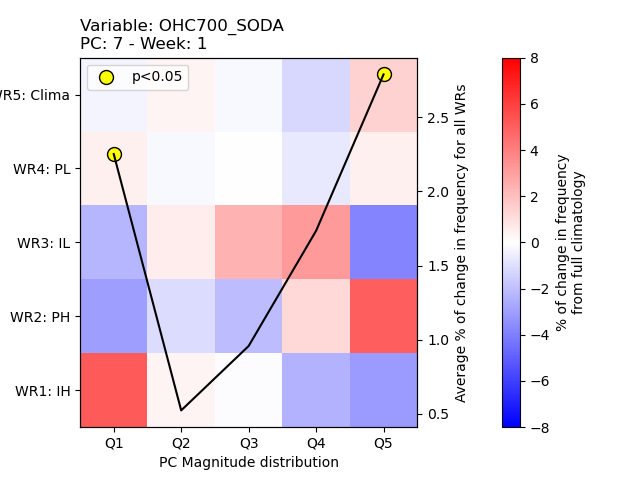 Variable: OHC700_SODA
PC: 7 - Week: 1
p<0.05
WR5: Clima
WR4: PL
WR3: IL
WR2: PH
WR1: IH
Q1 Q2 Q3 Q4 Q5
PC Magnitude distribution
2.5
2.0
1.5
1.0
0.5
Average % of change in frequency for all WRs
8
6
4
2
0
−2
−4
−6
−8
% of change in frequency
from full climatology